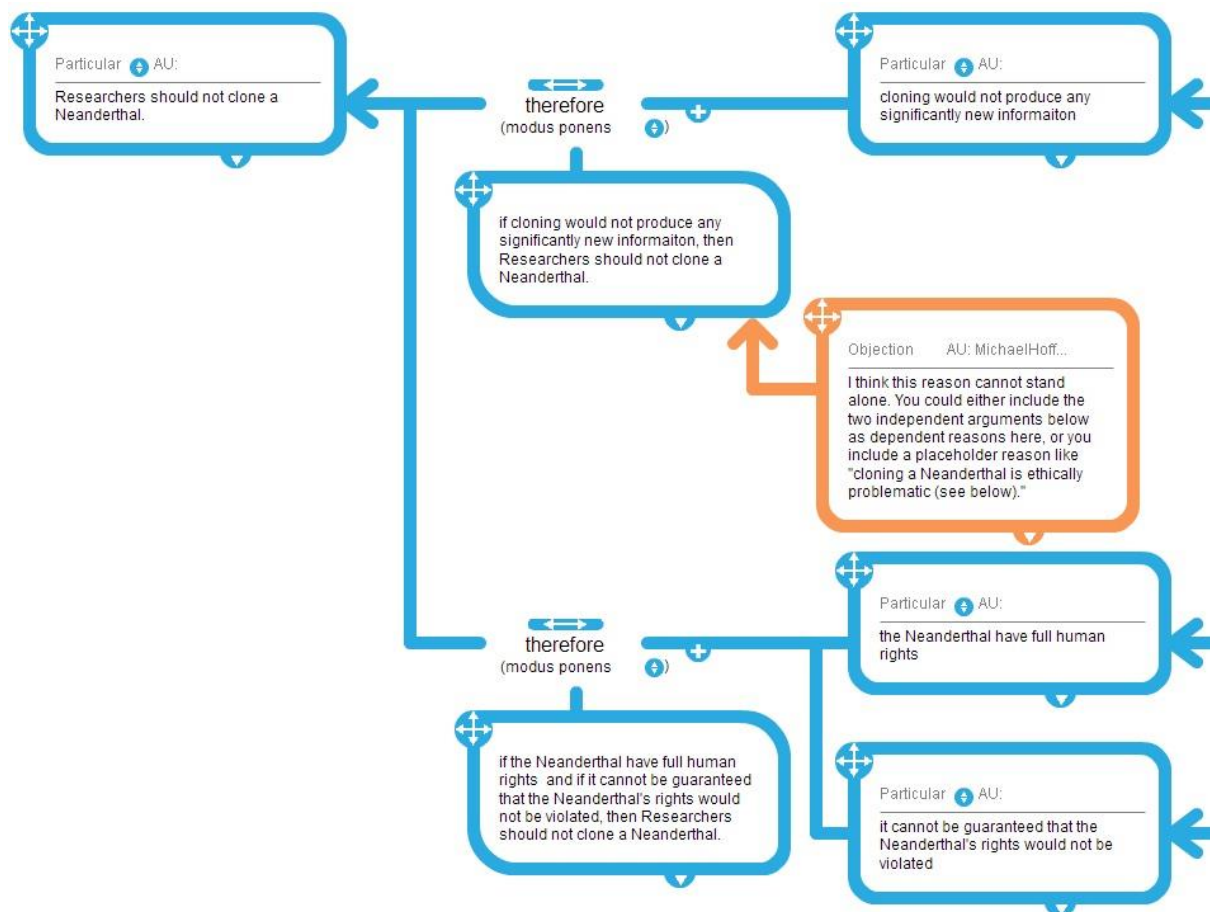 Particular AU:
Researchers should not clone a
Neanderthal.
therefore
(modus ponens )
Particular AU:
cloning would not produce any
significantly new informaiton
if cloning would not produce any
significantly new informaiton, then
Researchers should not clone a
Neanderthal.
Objection AU: MichaelHoff...
I think this reason cannot stand
alone. You could either include the
two independent arguments below
as dependent reasons here, or you
include a placeholder reason like
"cloning a Neanderthal is ethically
problematic (see below)."
therefore
(modus ponens )
Particular AU:
the Neanderthal have full human
rights
if the Neanderthal have full human
rights and if it cannot be guaranteed
that the Neanderthal's rights would
not be violated, then Researchers
should not clone a Neanderthal.
Particular AU:
it cannot be guaranteed that the
Neanderthal's rights would not be
violated